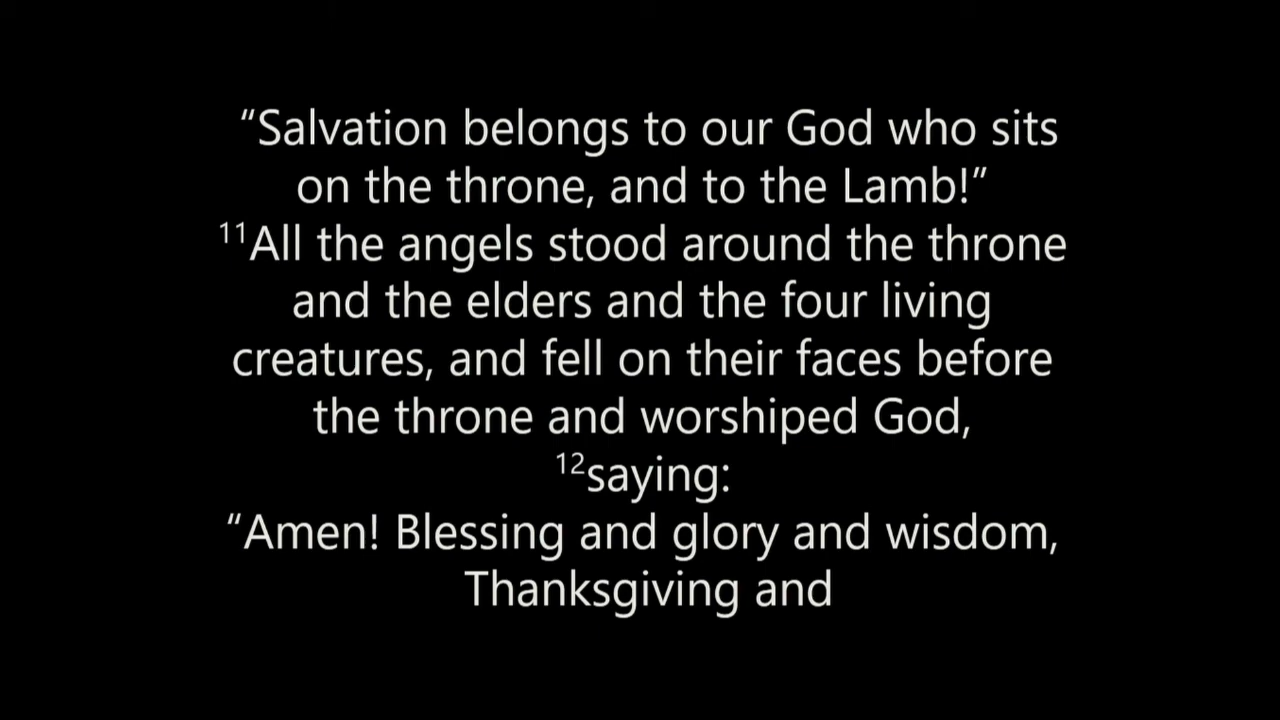 “Salvation belongs to our God who sits
on the throne, and to the Lamb!”
¹¹All the angels stood around the throne
and the elders and the four living
creatures, and fell on their faces before
the throne and worshiped God,
¹²saying:
“Amen! Blessing and glory and wisdom,
Thanksgiving and